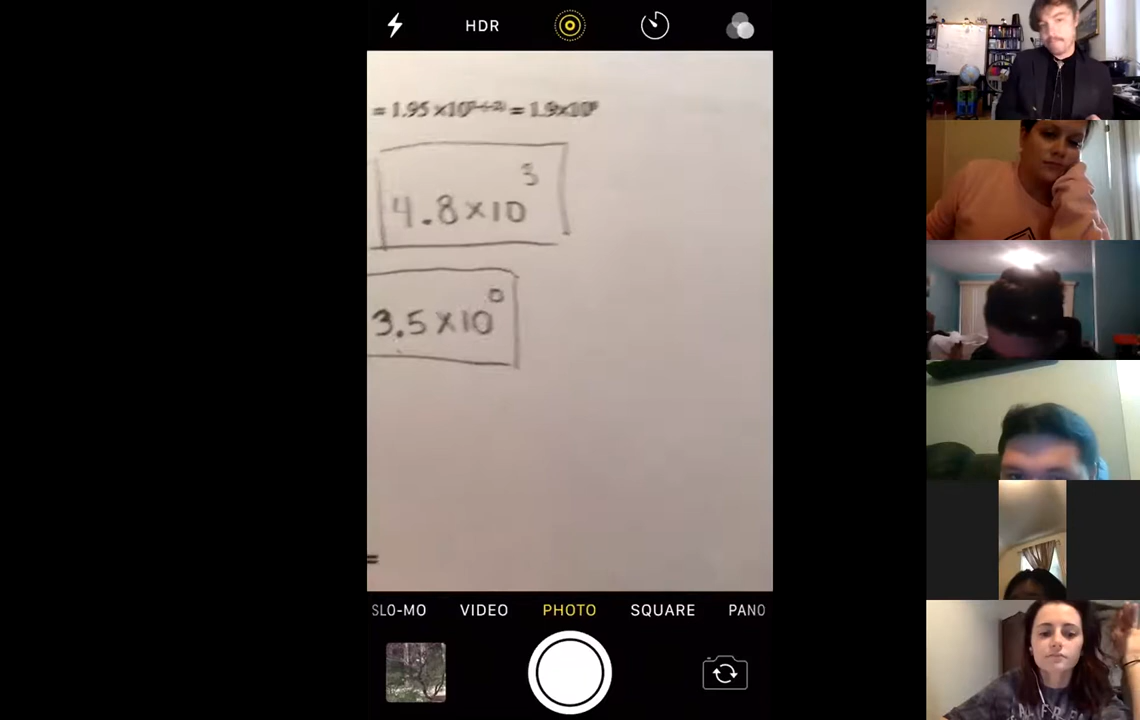 HDR
= 1.95 ×10 = 1.9×10
4.8×10³
3.5×10⁰
=
SLO-MO VIDEO PHOTO SQUARE PANO